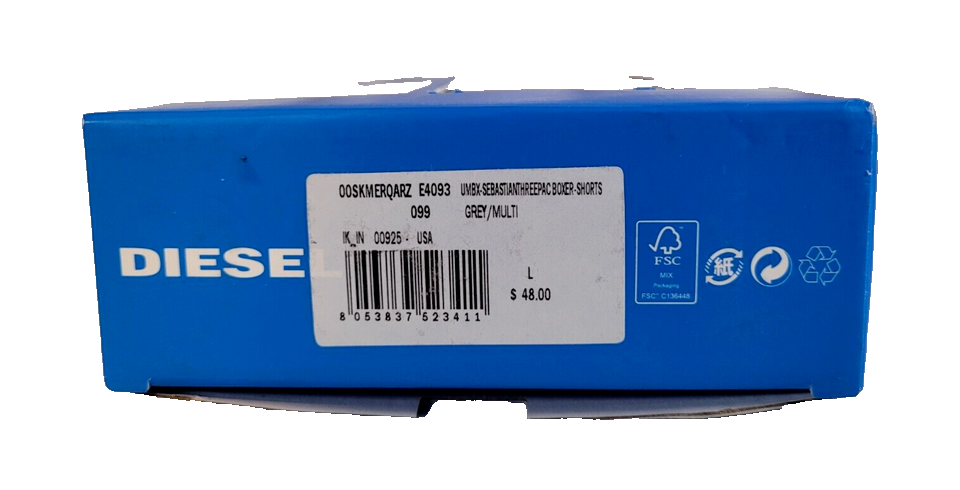 00SKMERQARZ E4093 UMBX-SEBASTIANTHREEPAC BOXER-SHORTS
099 GREY/MULTI
IK_IN 00925 - USA
DIESEL
L
$ 48.00
8 053837 523411
FSC
MIX
Packaging
FSC® C136448
紙